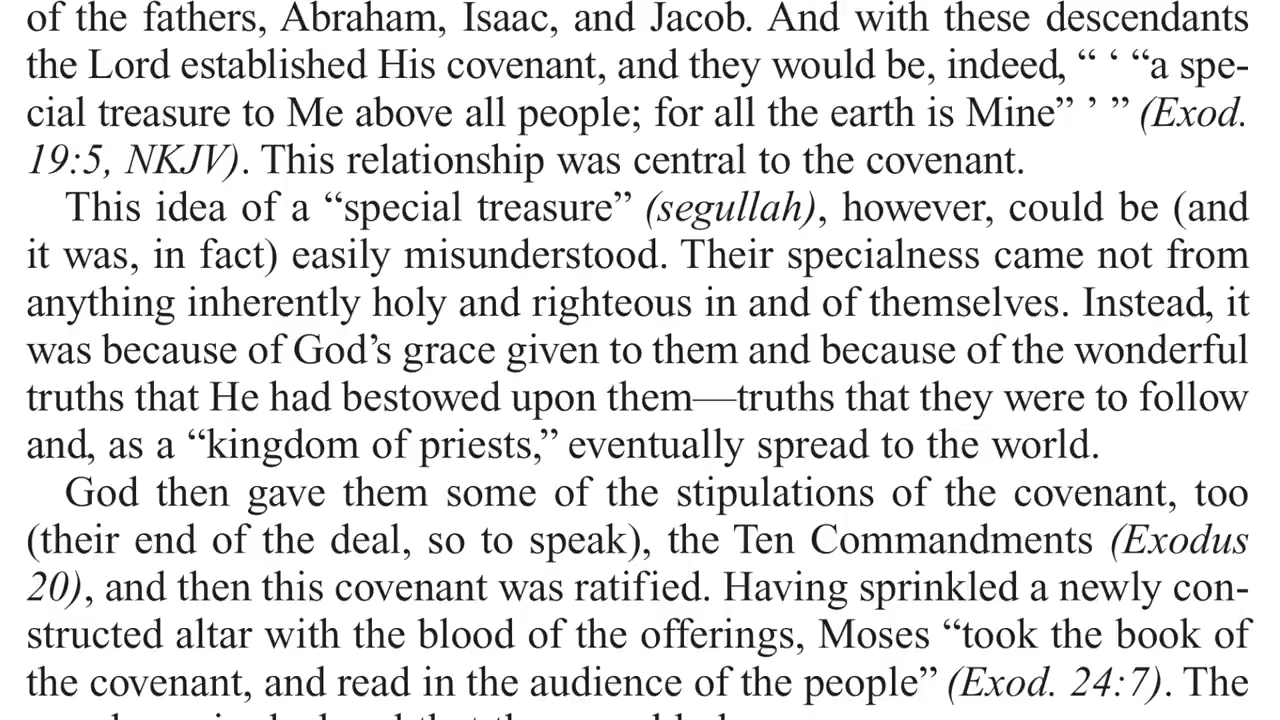 of the fathers, Abraham, Isaac, and Jacob. And with these descendants
the Lord established His covenant, and they would be, indeed, “ ‘ “a spe-
cial treasure to Me above all people; for all the earth is Mine” ’ ” (Exod.
19:5, NKJV). This relationship was central to the covenant.
This idea of a “special treasure” (segullah), however, could be (and
it was, in fact) easily misunderstood. Their specialness came not from
anything inherently holy and righteous in and of themselves. Instead, it
was because of God’s grace given to them and because of the wonderful
truths that He had bestowed upon them—truths that they were to follow
and, as a “kingdom of priests,” eventually spread to the world.
God then gave them some of the stipulations of the covenant, too
(their end of the deal, so to speak), the Ten Commandments (Exodus
20), and then this covenant was ratified. Having sprinkled a newly con-
structed altar with the blood of the offerings, Moses “took the book of
the covenant, and read in the audience of the people” (Exod. 24:7). The